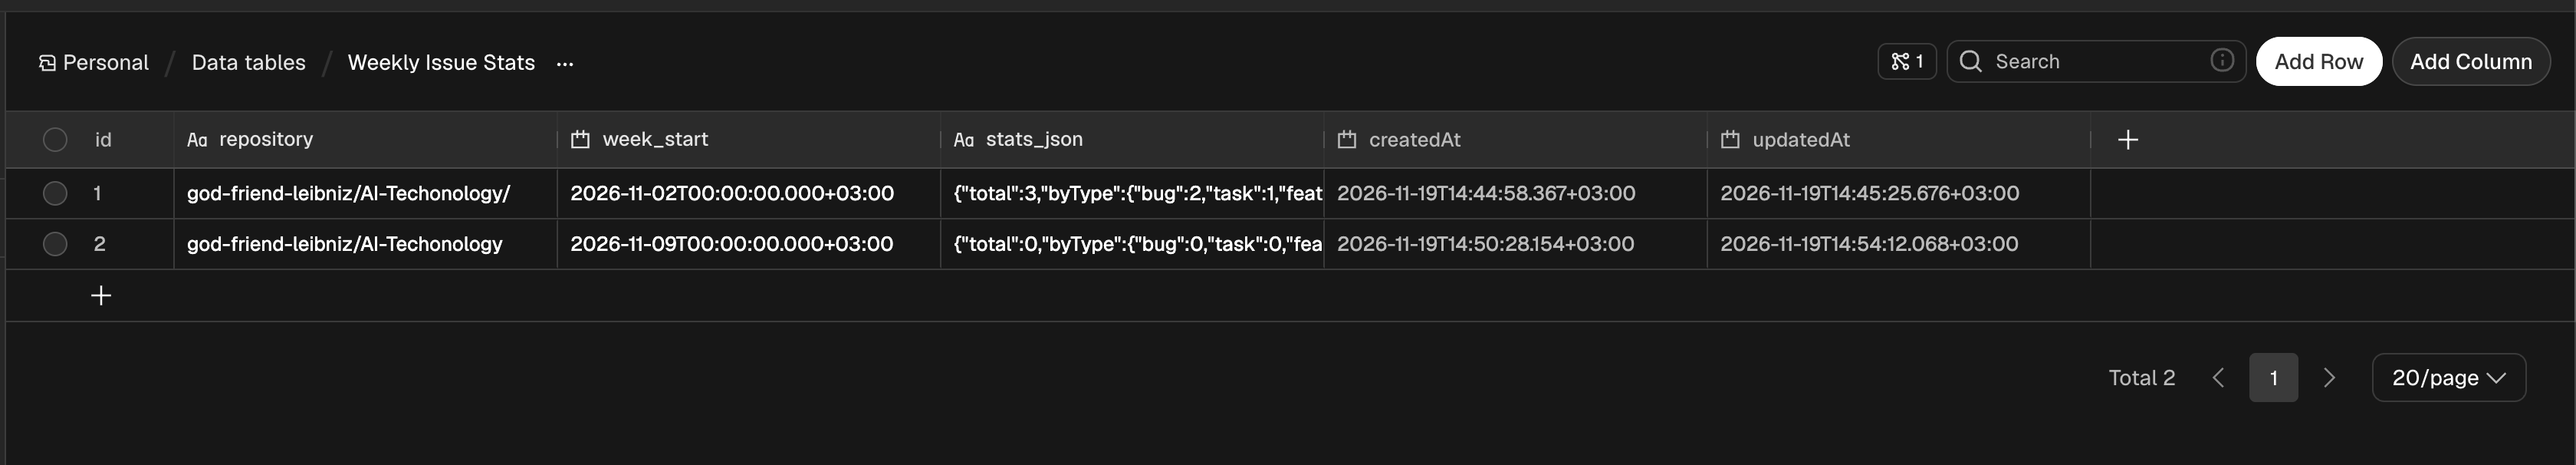 Personal / Data tables / Weekly Issue Stats ...
1 Search Add Row Add Column
id Aa repository week_start Aa stats_json createdAt updatedAt +
1 god-friend-leibniz/AI-Techonology/ 2026-11-02T00:00:00.000+03:00 {"total":3,"byType":{"bug":2,"task":1,"feat 2026-11-19T14:44:58.367+03:00 2026-11-19T14:45:25.676+03:00
2 god-friend-leibniz/AI-Techonology 2026-11-09T00:00:00.000+03:00 {"total":0,"byType":{"bug":0,"task":0,"fea 2026-11-19T14:50:28.154+03:00 2026-11-19T14:54:12.068+03:00
+
Total 2 1 20/page